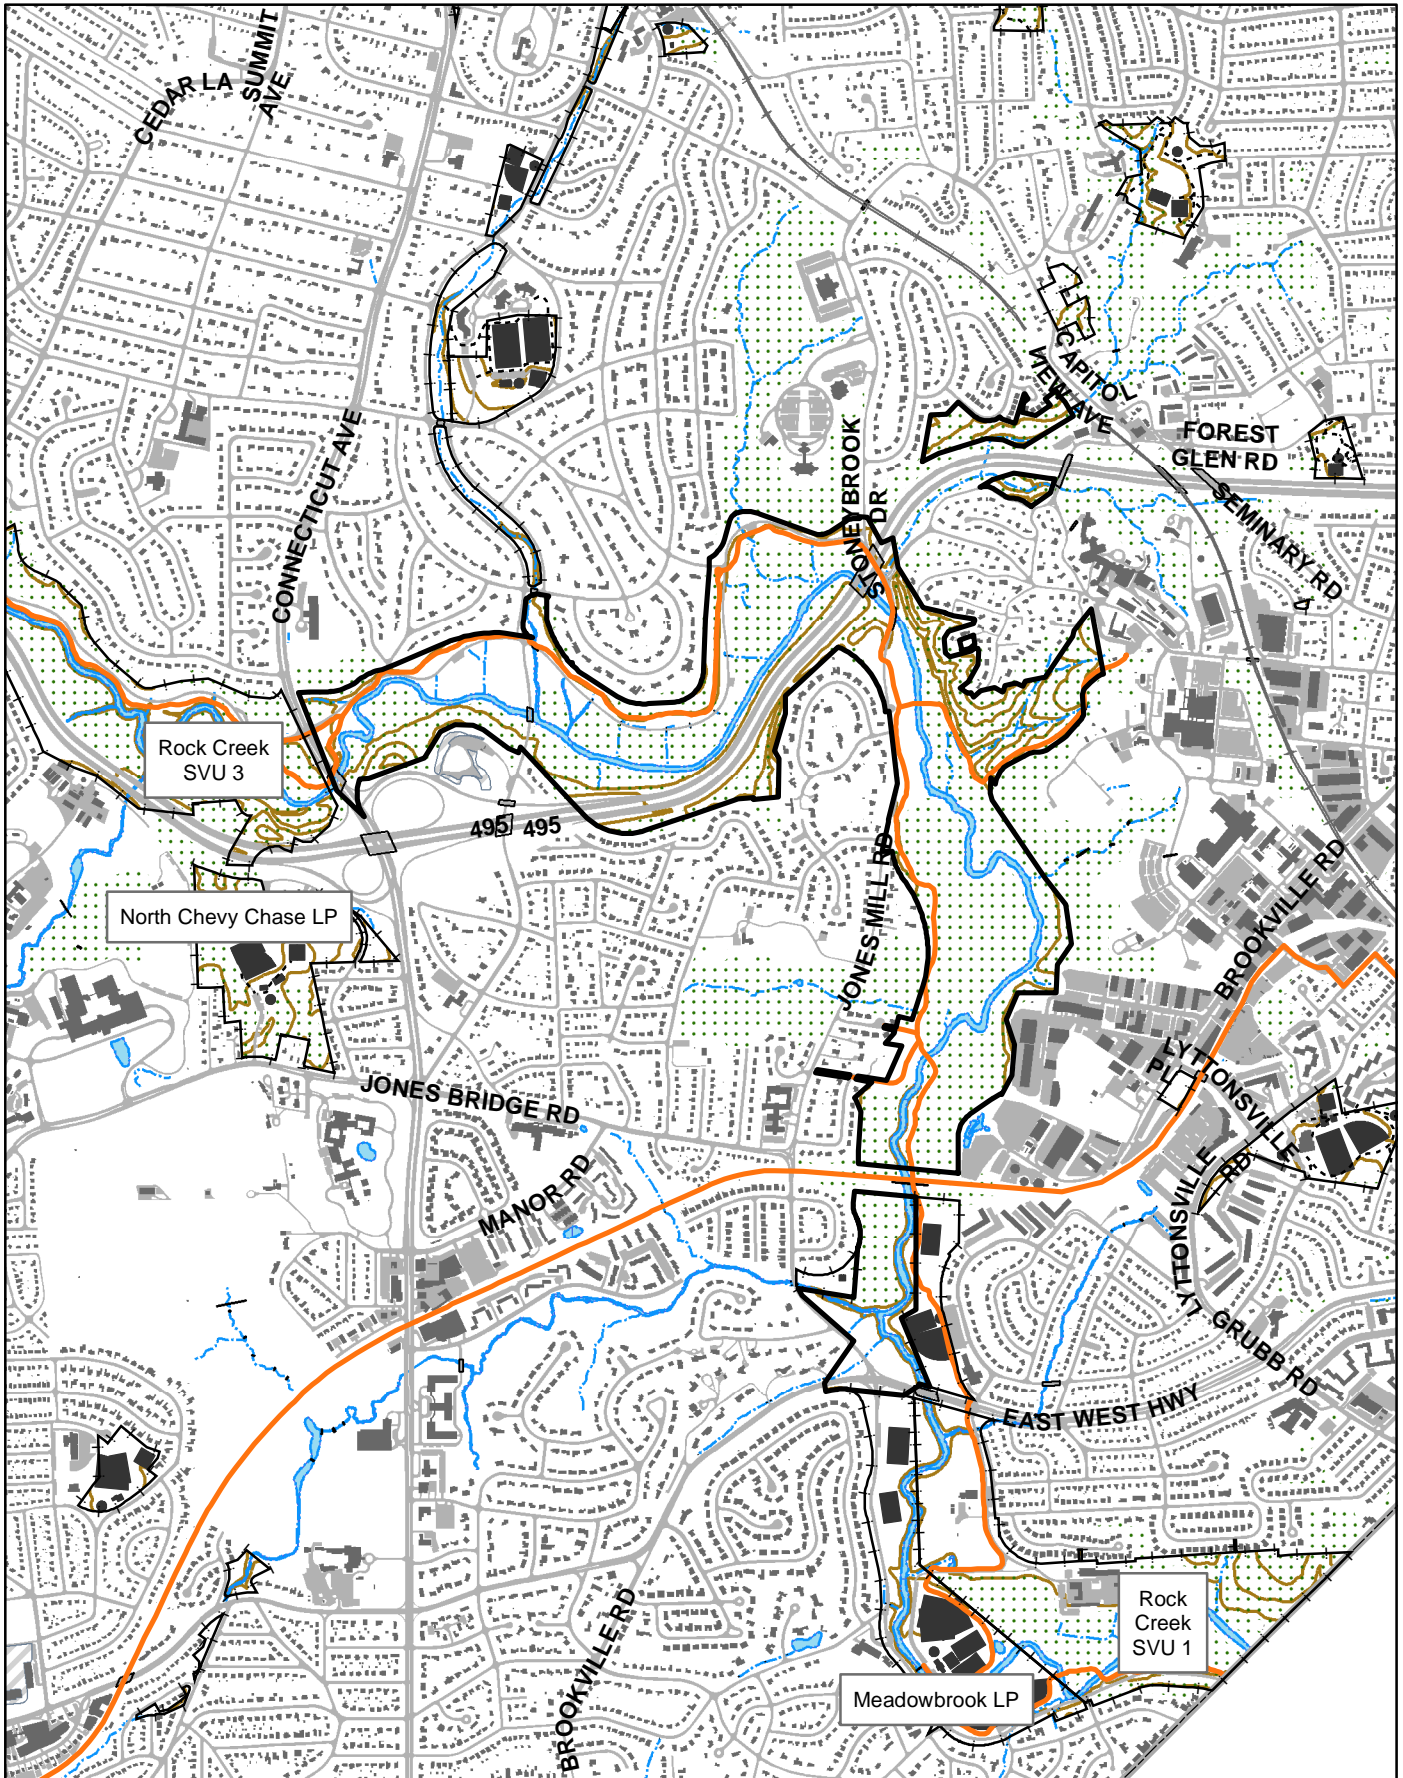 CEDAR LA
SUMMIT
AVE
CONNECTICUT AVE
STONEYBROOK
DR
CAPITOL
VIEW AVE
FOREST
GLEN RD
SEMINARY RD
Rock Creek
SVU 3
495 495
North Chevy Chase LP
JONES MILL RD
BROOKVILLE RD
JONES BRIDGE RD
LYTTONSVILLE
PL
MANOR RD
LYTTONSVILLE
RD
LYTTONSVILLE
GRUBB RD
EAST WEST HWY
BROOKVILLE RD
Rock
Creek
SVU 1
Meadowbrook LP